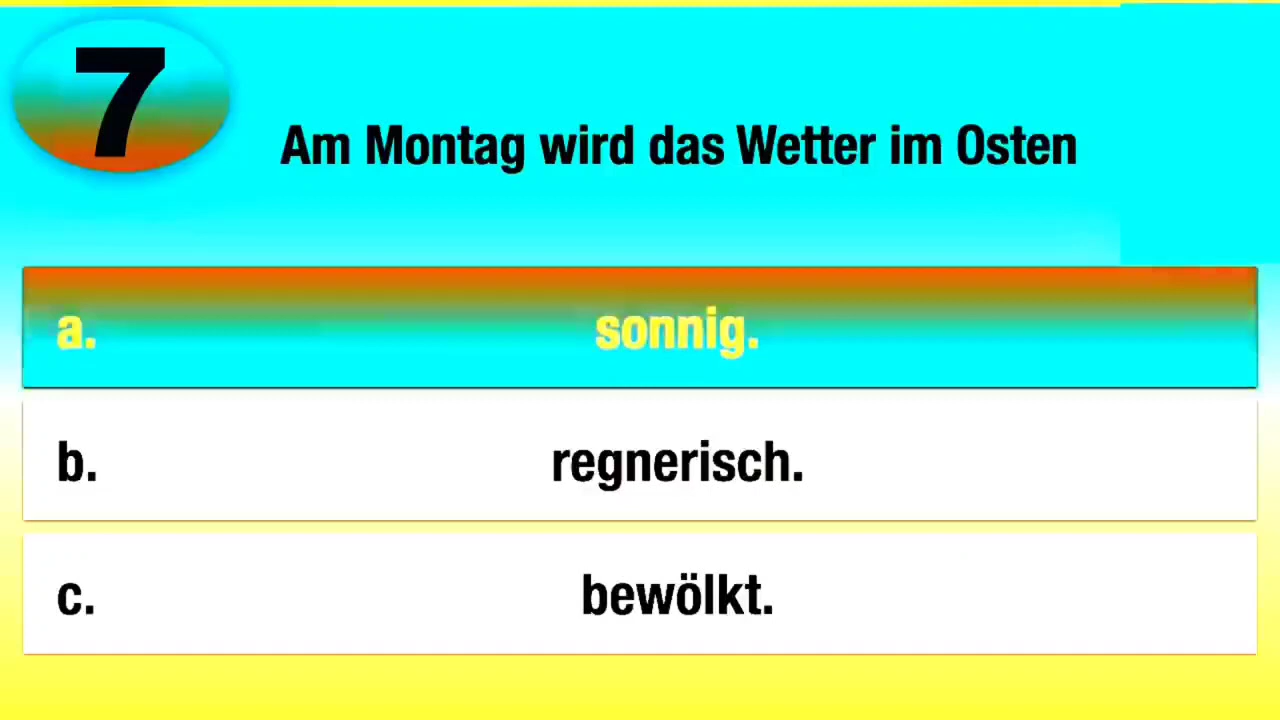 7
Am Montag wird das Wetter im Osten
a. sonnig.
b. regnerisch.
c. bewölkt.